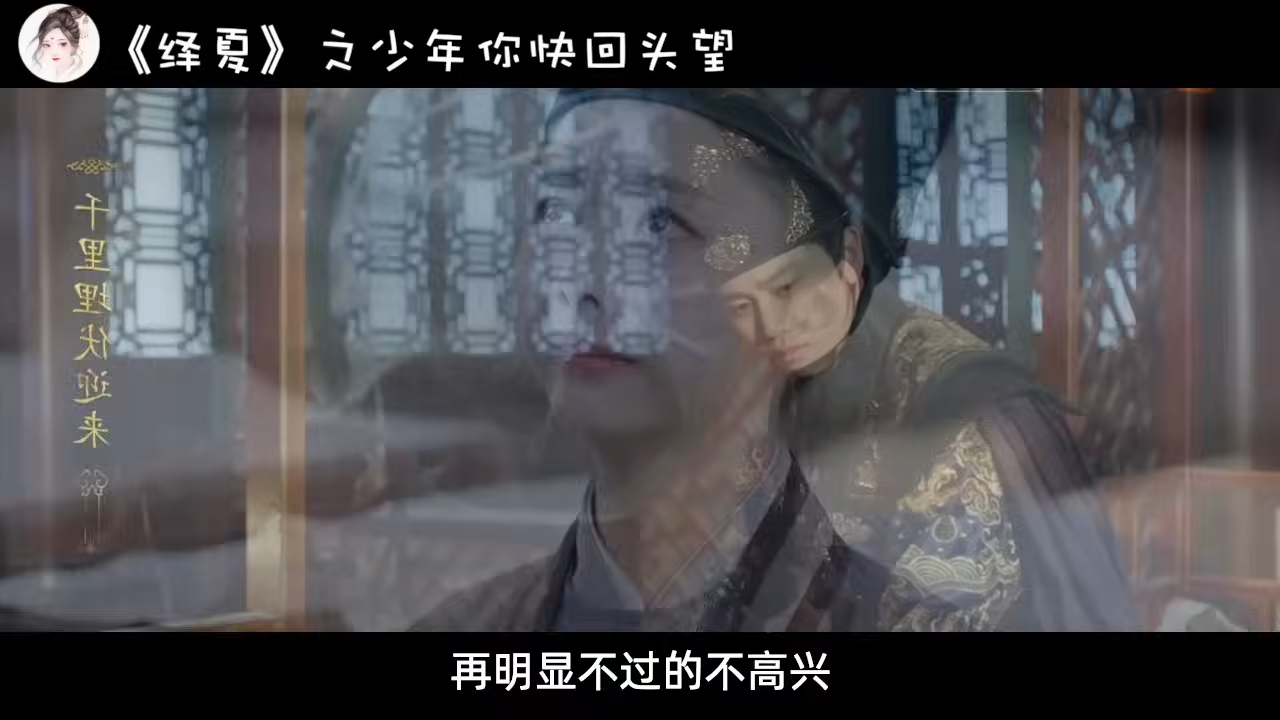 《绎夏》之少年你快回头望
千里埋伏迎来
再明显不过的不高兴